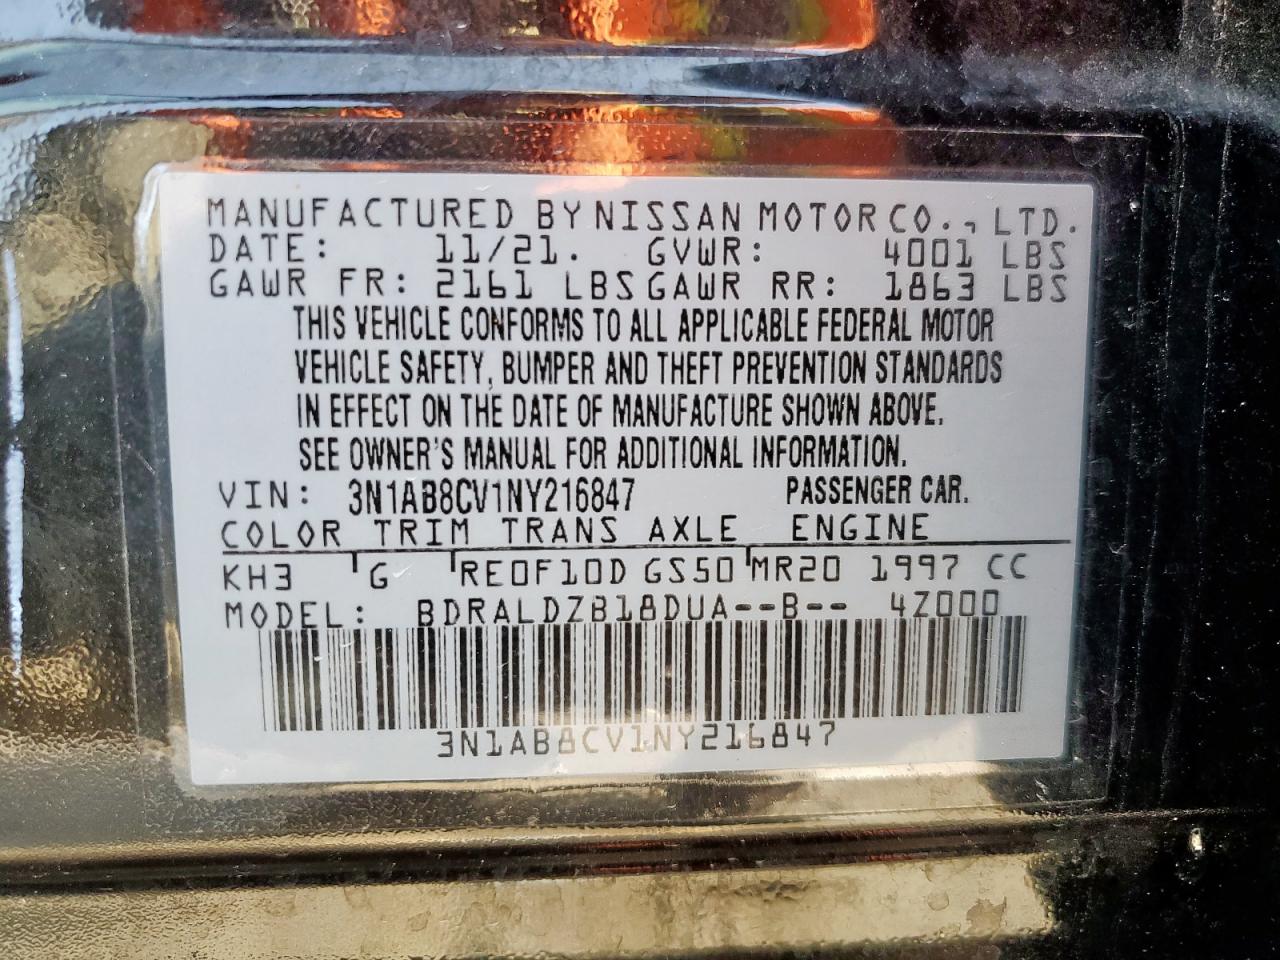 MANUFACTURED BY NISSAN MOTOR CO., LTD.
DATE: 11/21. GVWR: 4001 LBS
GAWR FR: 2161 LBS GAWR RR: 1863 LBS
THIS VEHICLE CONFORMS TO ALL APPLICABLE FEDERAL MOTOR
VEHICLE SAFETY, BUMPER AND THEFT PREVENTION STANDARDS
IN EFFECT ON THE DATE OF MANUFACTURE SHOWN ABOVE.
SEE OWNER'S MANUAL FOR ADDITIONAL INFORMATION.
VIN: 3N1AB8CV1NY216847 PASSENGER CAR.
COLOR TRIM TRANS AXLE ENGINE
KH3 G RE0F10D GS50 MR20 1997 CC
MODEL: BDRALDZB18DUA--B-- 4Z000
3N1AB8CV1NY216847